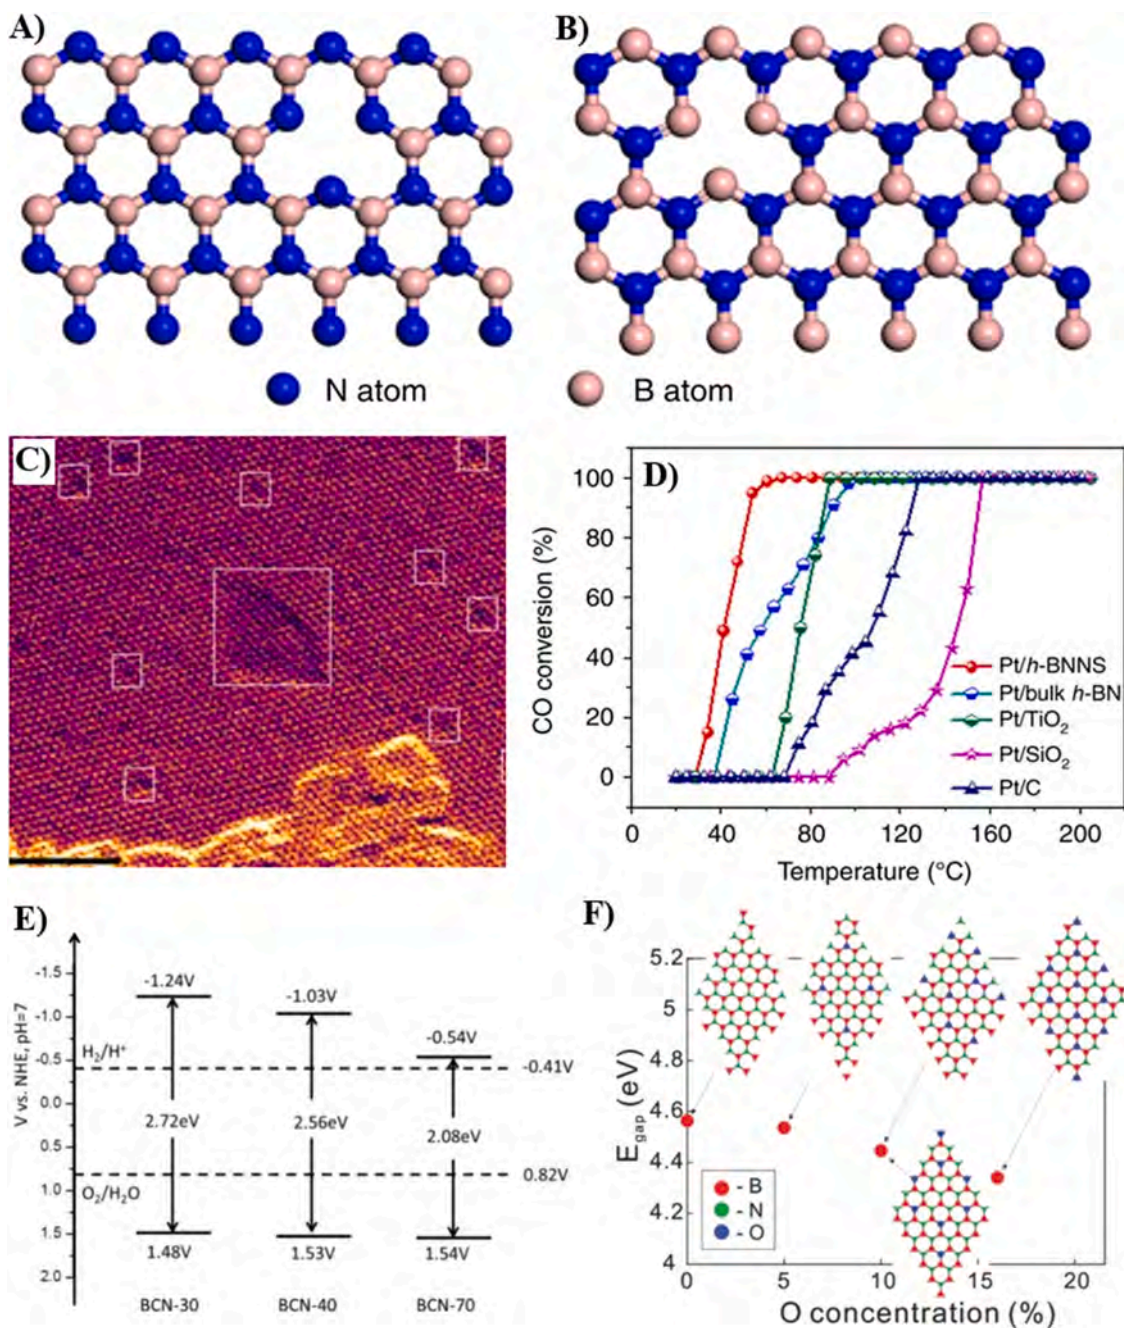 A)
B)
N atom
B atom
C)
D)
CO conversion (%)
100
80
60
40
20
0
Pt/h-BNNS
Pt/bulk h-BN
Pt/TiO₂
Pt/SiO₂
Pt/C
0 40 80 120 160 200
Temperature (°C)
E)
V vs. NHE, pH=7
-1.5
-1.0
-0.5
0.0
0.5
1.0
1.5
2.0
-1.24V
-1.03V
-0.54V
H₂/H⁺
-0.41V
2.72eV
2.56eV
2.08eV
0.82V
O₂/H₂O
1.48V
1.53V
1.54V
BCN-30 BCN-40 BCN-70
F)
E gap (eV)
5.2
5
4.8
4.6
4.4
4.2
4
- B
- N
- O
0 5 10 15 20
O concentration (%)